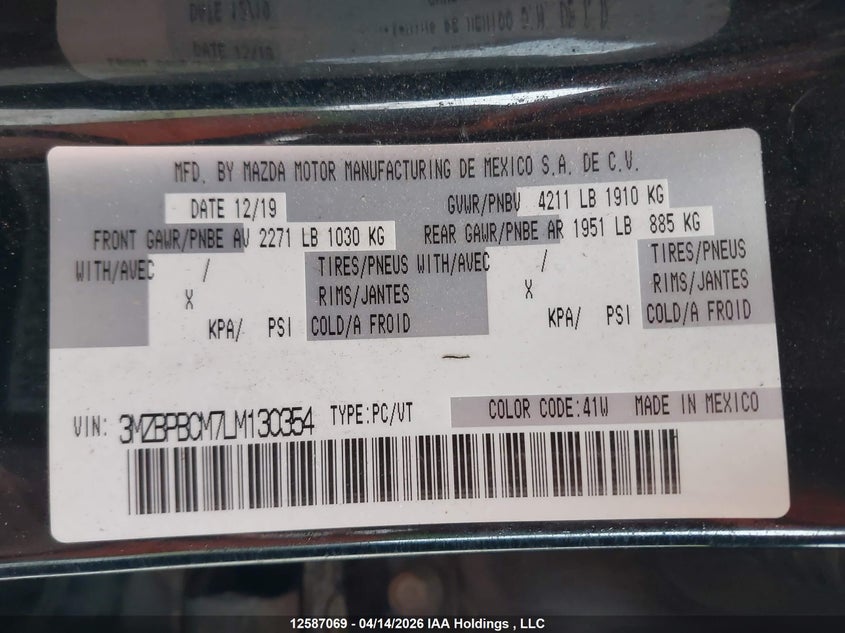 MFD. BY MAZDA MOTOR MANUFACTURING DE MEXICO S.A. DE C.V.
DATE 12/19 GVWR/PNBV 4211 LB 1910 KG
FRONT GAWR/PNBE AV 2271 LB 1030 KG REAR GAWR/PNBE AR 1951 LB 885 KG
WITH/AVEC / TIRES/PNEUS WITH/AVEC / TIRES/PNEUS
X RIMS/JANTES X RIMS/JANTES
KPA/ PSI COLD/A FROID KPA/ PSI COLD/A FROID
VIN: 3MZBPBCM7LM130354 TYPE:PC/VT COLOR CODE:41W MADE IN MEXICO
12587069 - 04/14/2026 IAA Holdings , LLC